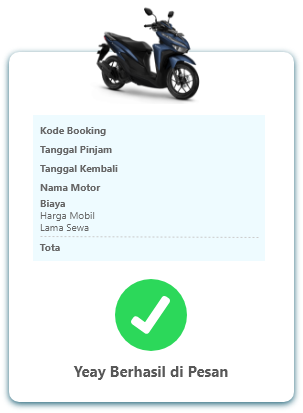 Kode Booking
Tanggal Pinjam
Tanggal Kembali
Nama Motor
Biaya
Harga Mobil
Lama Sewa
Tota
Yeay Berhasil di Pesan